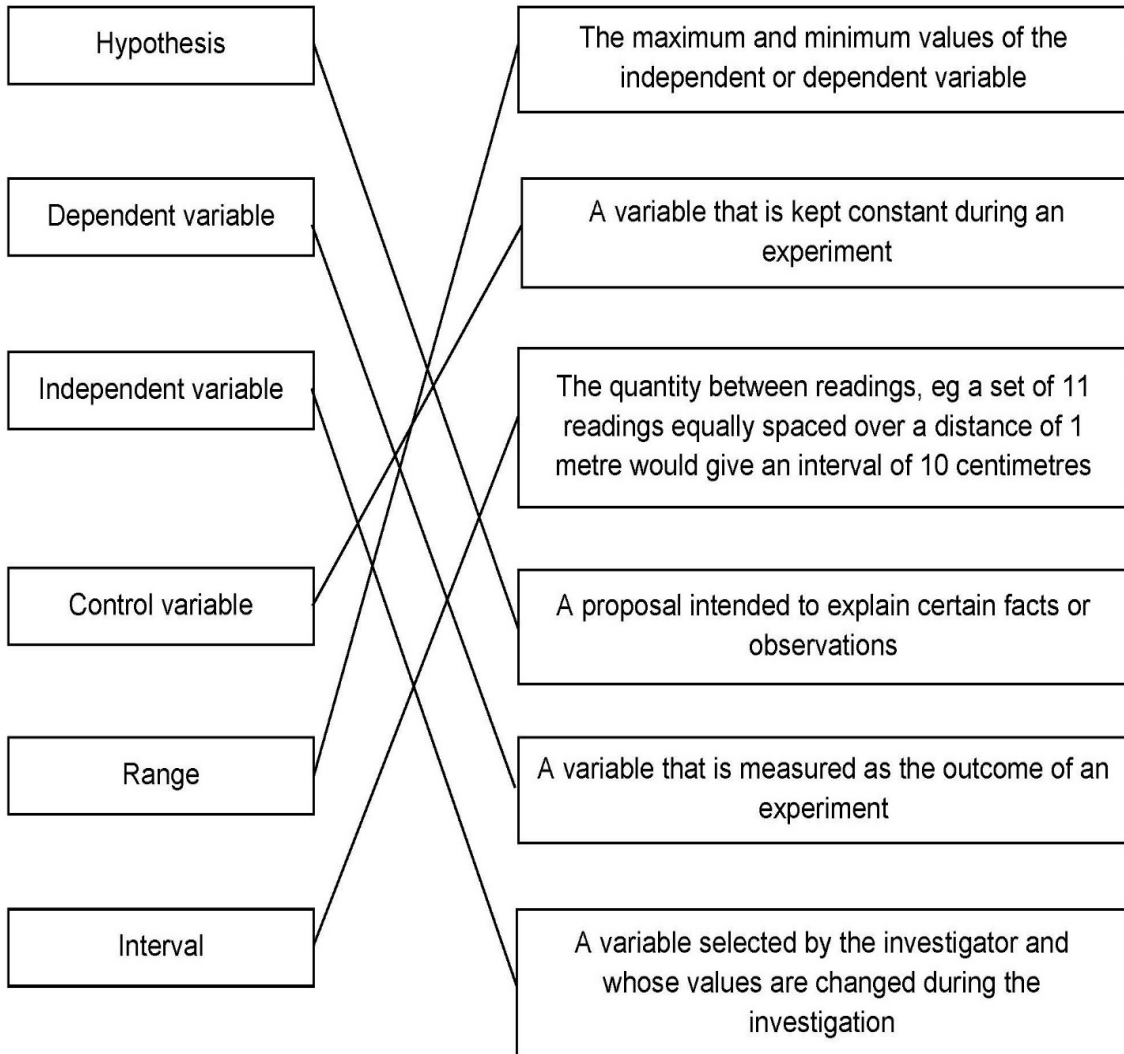 Hypothesis
The maximum and minimum values of the
independent or dependent variable
Dependent variable
A variable that is kept constant during an
experiment
Independent variable
The quantity between readings, eg a set of 11
readings equally spaced over a distance of 1
metre would give an interval of 10 centimetres
Control variable
A proposal intended to explain certain facts or
observations
Range
A variable that is measured as the outcome of an
experiment
Interval
A variable selected by the investigator and
whose values are changed during the
investigation